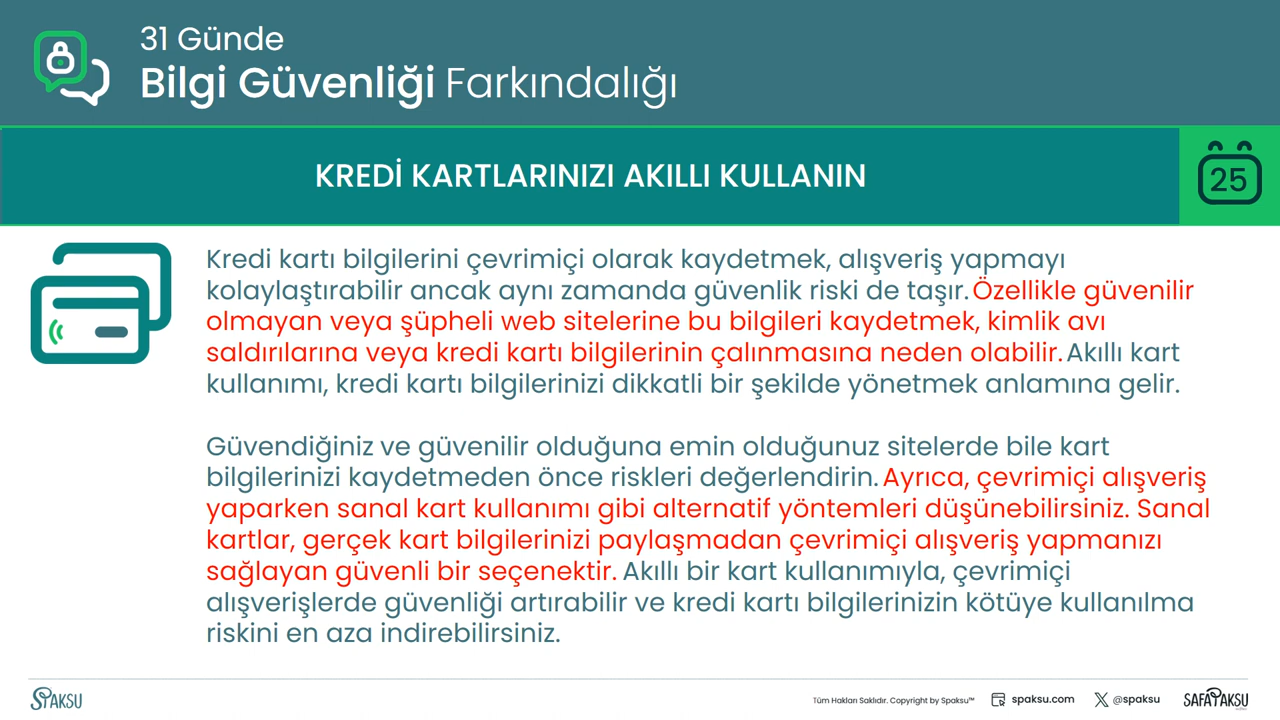 31 Günde
Bilgi Güvenliği Farkındalığı
KREDİ KARTLARINIZI AKILLI KULLANIN
25
Kredi kartı bilgilerini çevrimiçi olarak kaydetmek, alışveriş yapmayı
kolaylaştırabilir ancak aynı zamanda güvenlik riski de taşır. Özellikle güvenilir
olmayan veya şüpheli web sitelerine bu bilgileri kaydetmek, kimlik avı
saldırılarına veya kredi kartı bilgilerinin çalınmasına neden olabilir. Akıllı kart
kullanımı, kredi kartı bilgilerinizi dikkatli bir şekilde yönetmek anlamına gelir.
Güvendiğiniz ve güvenilir olduğuna emin olduğunuz sitelerde bile kart
bilgilerinizi kaydetmeden önce riskleri değerlendirin. Ayrıca, çevrimiçi alışveriş
yaparken sanal kart kullanımı gibi alternatif yöntemleri düşünebilirsiniz. Sanal
kartlar, gerçek kart bilgilerinizi paylaşmadan çevrimiçi alışveriş yapmanızı
sağlayan güvenli bir seçenektir. Akıllı bir kart kullanımıyla, çevrimiçi
alışverişlerde güvenliği artırabilir ve kredi kartı bilgilerinizin kötüye kullanılma
riskini en aza indirebilirsiniz.
SPAKSU
Tüm Hakları Saklıdır. Copyright by Spaksu™
spaksu.com
@spaksu
SAFAPAKSU